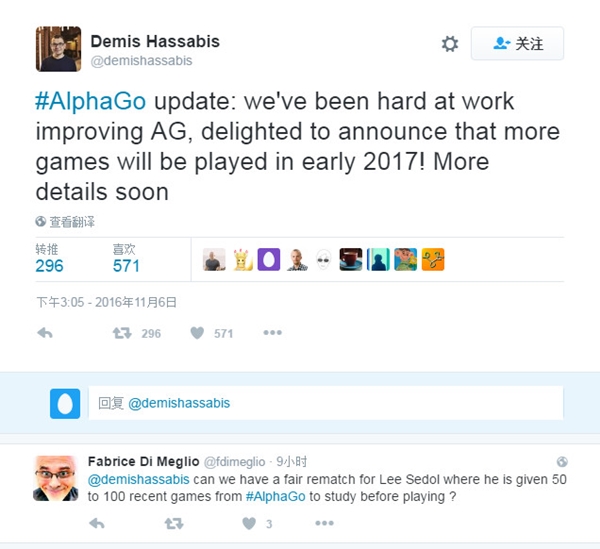 Demis Hassabis
@demishassabis
关注
#AlphaGo update: we've been hard at work
improving AG, delighted to announce that more
games will be played in early 2017! More
details soon
查看翻译
转推 喜欢
296 571
下午3:05 - 2016年11月6日
296 571 •••
回复 @demishassabis
Fabrice Di Meglio @fdimeglio · 9小时
@demishassabis can we have a fair rematch for Lee Sedol where he is given 50
to 100 recent games from #AlphaGo to study before playing ?
3 •••